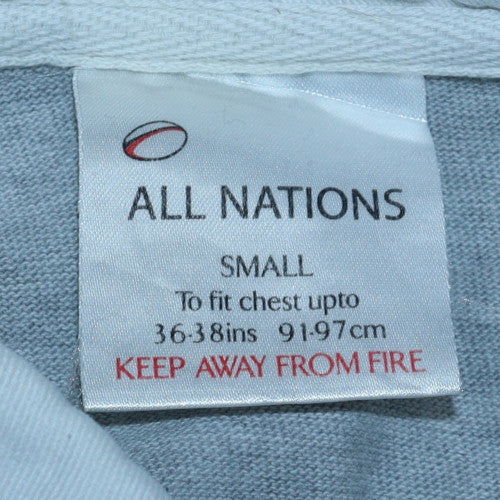 ALL NATIONS
SMALL
To fit chest upto
36-38ins 91-97cm
KEEP AWAY FROM FIRE